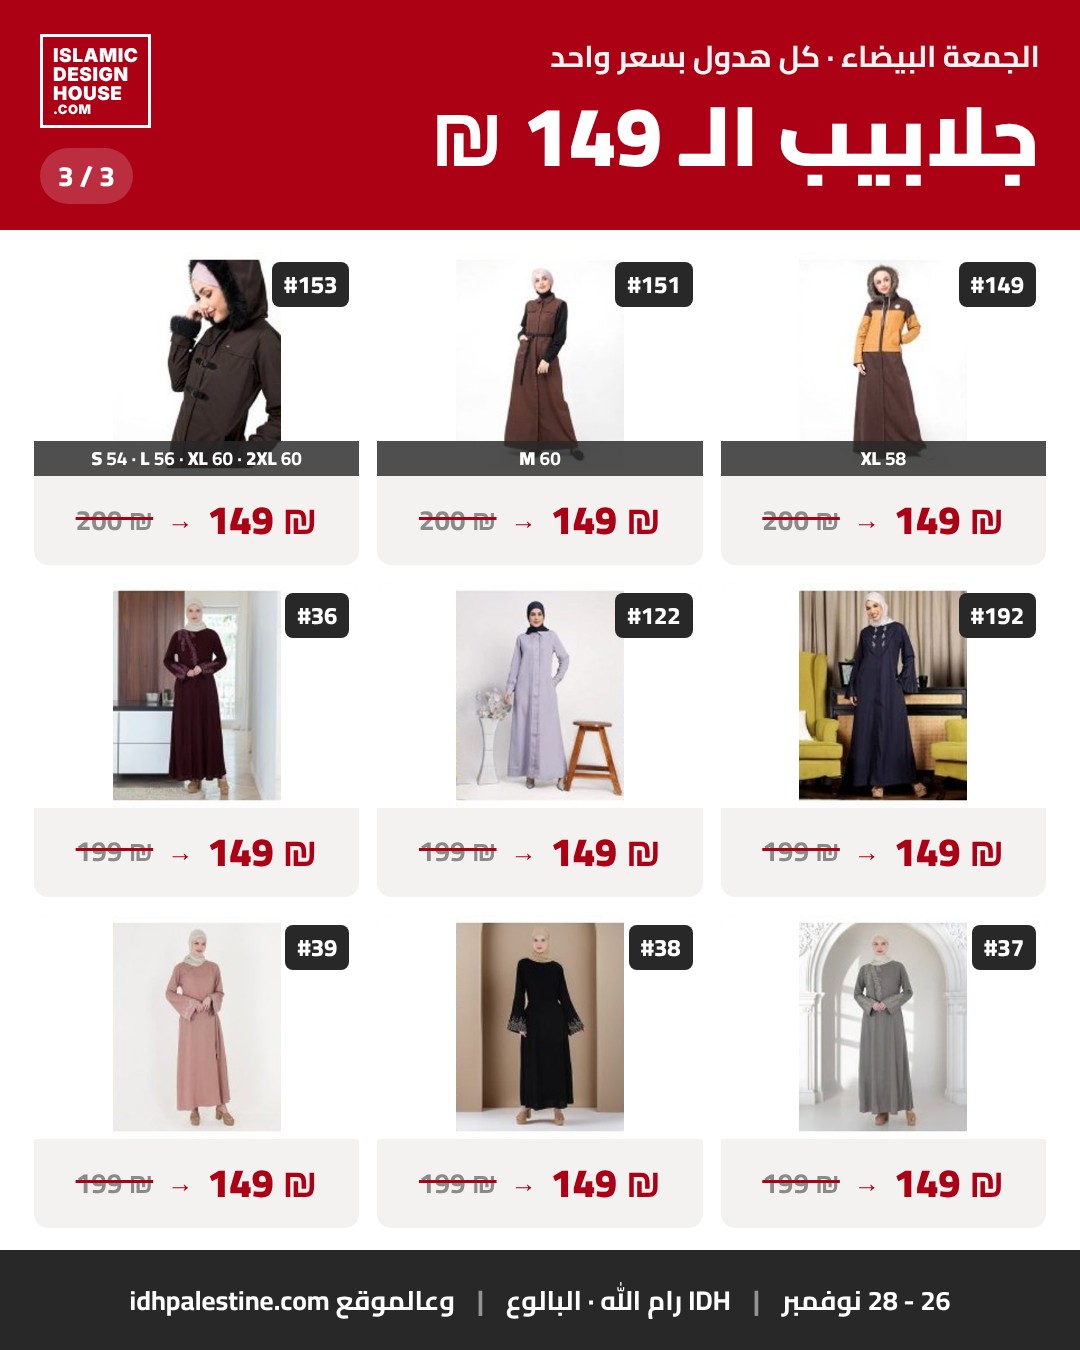 ISLAMIC
DESIGN
HOUSE
.COM
الجمعة البيضاء · كل هدول بسعر واحد
جلابيب الـ 149 ₪
3 / 3
#149
XL 58
200 ₪ → 149 ₪
#151
M 60
200 ₪ → 149 ₪
#153
S 54 · L 56 · XL 60 · 2XL 60
200 ₪ → 149 ₪
#192
199 ₪ → 149 ₪
#122
199 ₪ → 149 ₪
#36
199 ₪ → 149 ₪
#37
199 ₪ → 149 ₪
#38
199 ₪ → 149 ₪
#39
199 ₪ → 149 ₪
26 - 28 نوفمبر | IDH رام الله · البالوع | وعالموقع idhpalestine.com